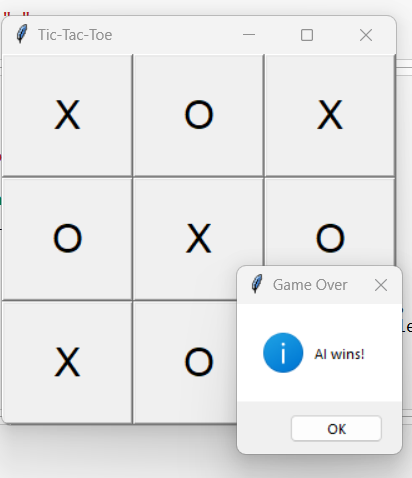 Tic-Tac-Toe
X O X
O X O
X O
Game Over
AI wins!
OK